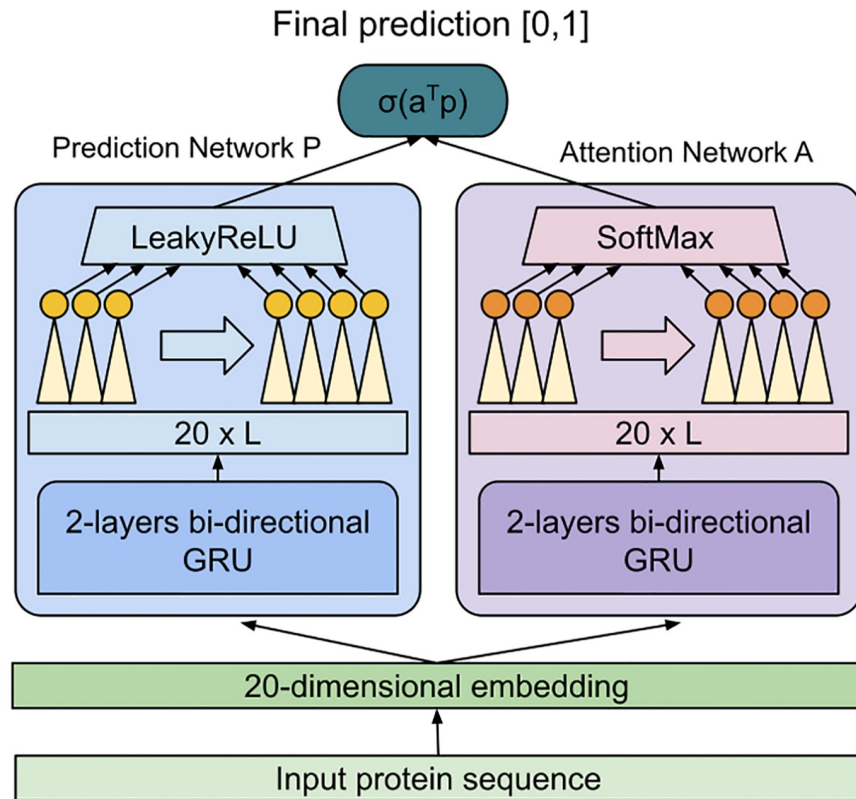 Final prediction [0,1]
σ(aᵀp)
Prediction Network P
Attention Network A
LeakyReLU
SoftMax
20 x L
20 x L
2-layers bi-directional
GRU
2-layers bi-directional
GRU
20-dimensional embedding
Input protein sequence